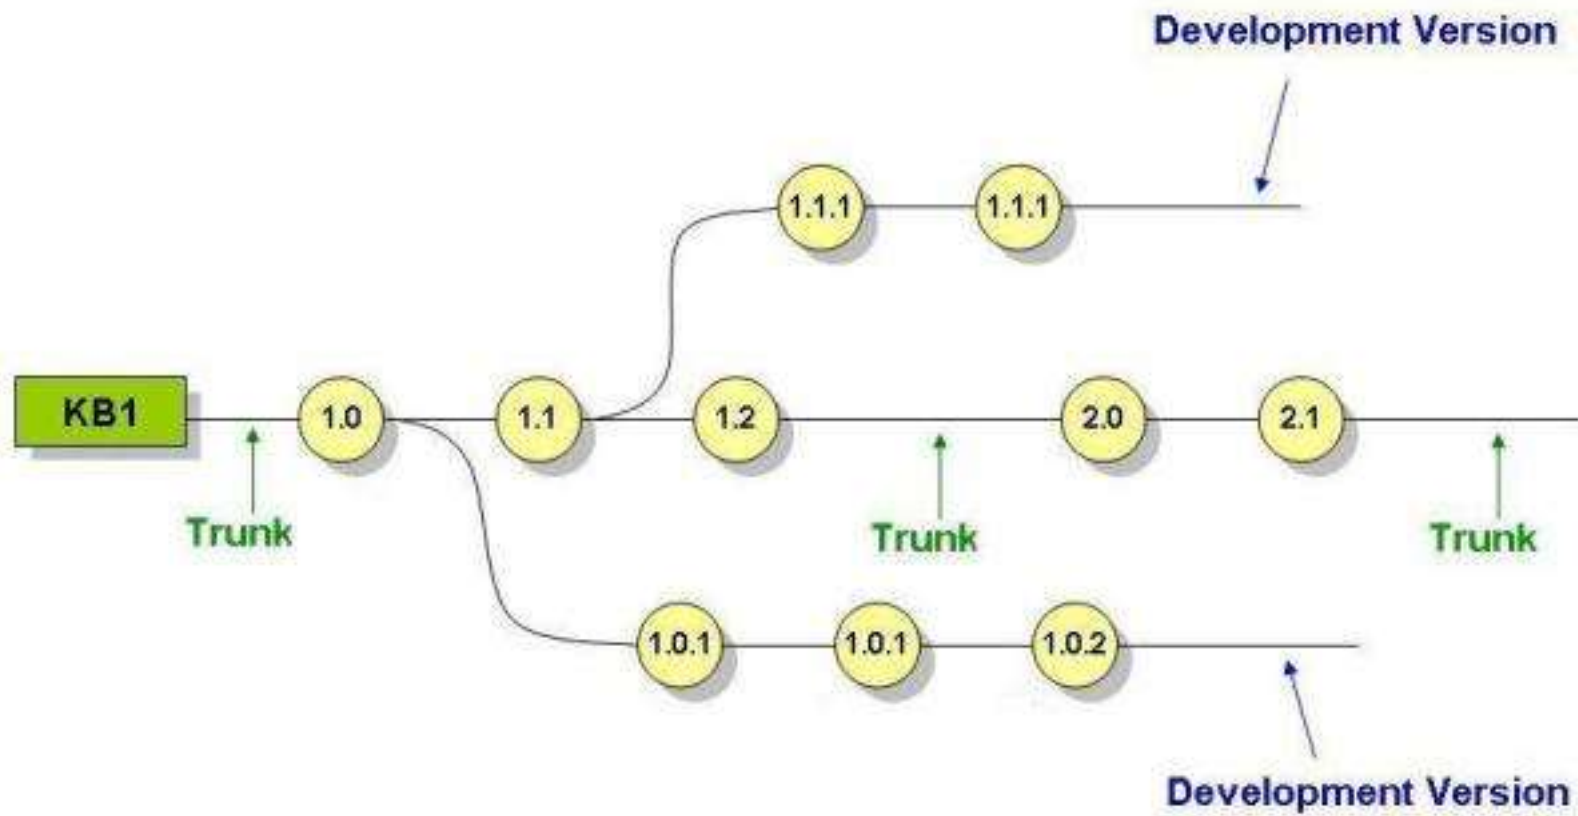 Development Version
1.1.1 1.1.1
KB1 1.0 1.1 1.2 2.0 2.1
Trunk Trunk Trunk
1.0.1 1.0.1 1.0.2
Development Version